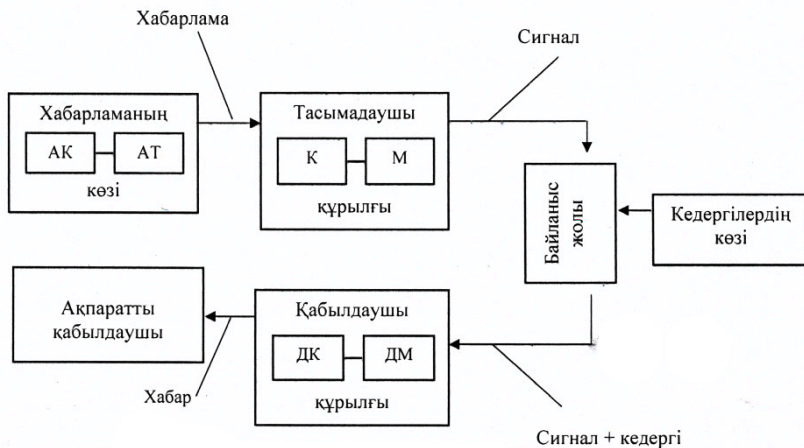 Хабарлама
Сигнал
Хабарламаның
АК АТ
көзі
Тасымадаушы
К М
құрылғы
Байланыс
жолы
Кедергілердің
көзі
Ақпаратты
қабылдаушы
Қабылдаушы
ДК ДМ
құрылғы
Хабар
Сигнал + кедергі